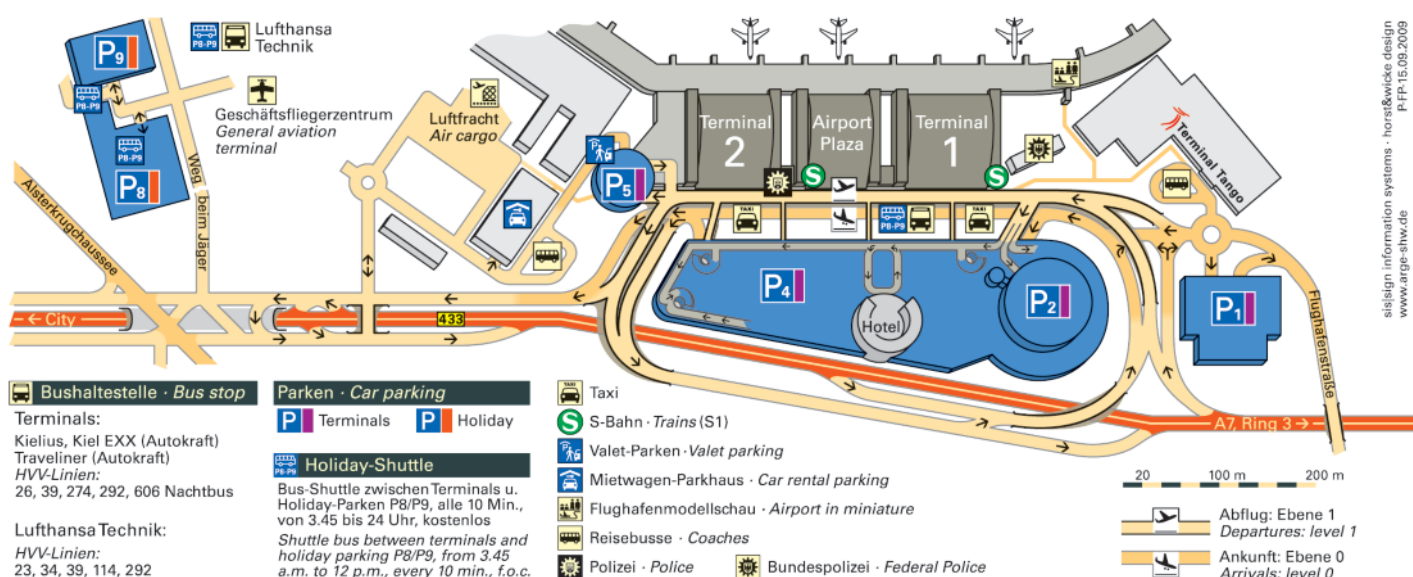 P9
P8-P9
Lufthansa
Technik
P8-P9
Geschäftsfliegerzentrum
General aviation
terminal
P8-P9
P8
Weg
beim Jäger
Alsterkrugchaussee
Luftfracht
Air cargo
P
P5
Terminal
2
Airport
Plaza
Terminal
1
S
S
Terminal Tango
TAXI
P8-P9
TAXI
P4
Hotel
P2
P1
Flughafenstraße
← City
433
A7, Ring 3 →
sis|sign information systems · horst&wicke design
P-FP-15.09.2009
www.arge-shw.de
Bushaltestelle · Bus stop
Terminals:
Kielius, Kiel EXX (Autokraft)
Traveliner (Autokraft)
HVV-Linien:
26, 39, 274, 292, 606 Nachtbus
Lufthansa Technik:
HVV-Linien:
23, 34, 39, 114, 292
Parken · Car parking
P Terminals
P Holiday
P8-P9 Holiday-Shuttle
Bus-Shuttle zwischen Terminals u.
Holiday-Parken P8/P9, alle 10 Min.,
von 3.45 bis 24 Uhr, kostenlos
Shuttle bus between terminals and
holiday parking P8/P9, from 3.45
a.m. to 12 p.m., every 10 min., f.o.c.
TAXI Taxi
S S-Bahn · Trains (S1)
P Valet-Parken · Valet parking
Mietwagen-Parkhaus · Car rental parking
Flughafenmodellschau · Airport in miniature
Reisebusse · Coaches
Polizei · Police
Bundespolizei · Federal Police
20 100 m 200 m
Abflug: Ebene 1
Departures: level 1
Ankunft: Ebene 0
Arrivals: level 0